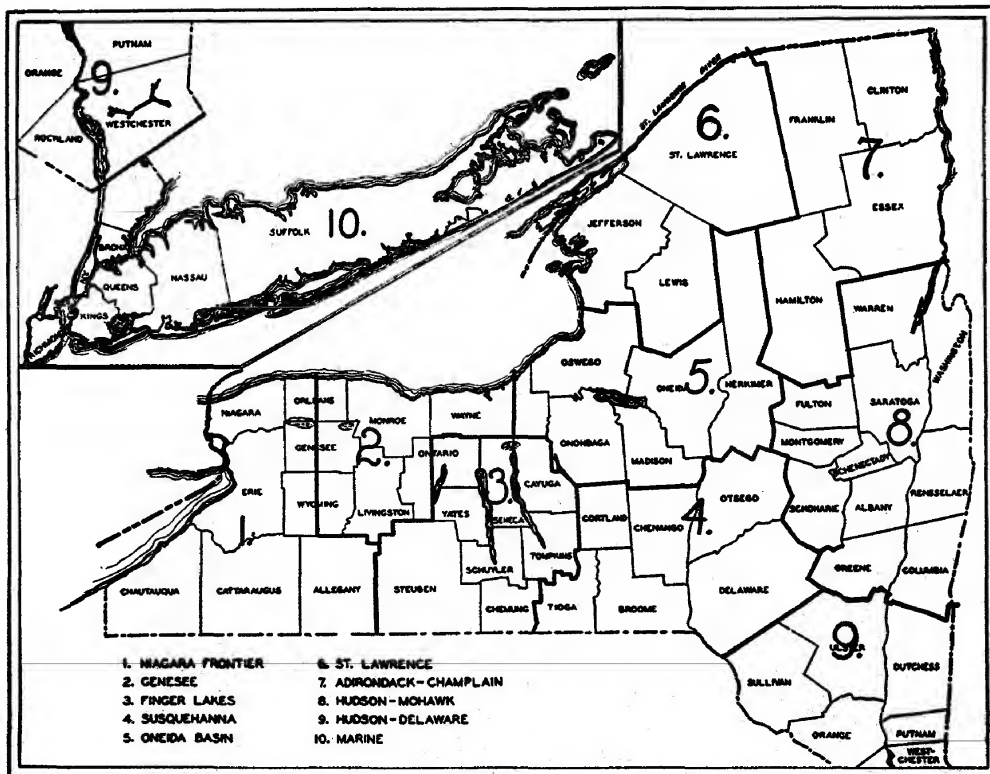 PUTNAM
ORANGE
9.
WESTCHESTER
ROCKLAND
BRONX
QUEENS
NASSAU
KINGS
RICHMOND
SUFFOLK
10.
ST. LAWRENCE RIVER
6.
ST. LAWRENCE
FRANKLIN
CLINTON
7.
ESSEX
JEFFERSON
LEWIS
HAMILTON
WARREN
WASHINGTON
OSWEGO
ONEIDA
5.
HERKIMER
FULTON
SARATOGA
8.
MONTGOMERY
SCHENECTADY
NIAGARA
ORLEANS
MONROE
WAYNE
GENESEE
2.
ONTARIO
3.
CAYUGA
ONONDAGA
MADISON
OTSEGO
SCHOHARIE
ALBANY
RENSSELAER
ERIE
WYOMING
LIVINGSTON
YATES
SENECA
CORTLAND
CHENANGO
4.
1
SCHUYLER
TOMPKINS
GREENE
COLUMBIA
CHAUTAUQUA
CATTARAUGUS
ALLEGANY
STEUBEN
CHEMUNG
TIOGA
BROOME
DELAWARE
9.
ULSTER
SULLIVAN
DUTCHESS
ORANGE
PUTNAM
WEST-
CHESTER
1. NIAGARA FRONTIER
2. GENESEE
3. FINGER LAKES
4. SUSQUEHANNA
5. ONEIDA BASIN
6. ST. LAWRENCE
7. ADIRONDACK-CHAMPLAIN
8. HUDSON-MOHAWK
9. HUDSON-DELAWARE
10. MARINE